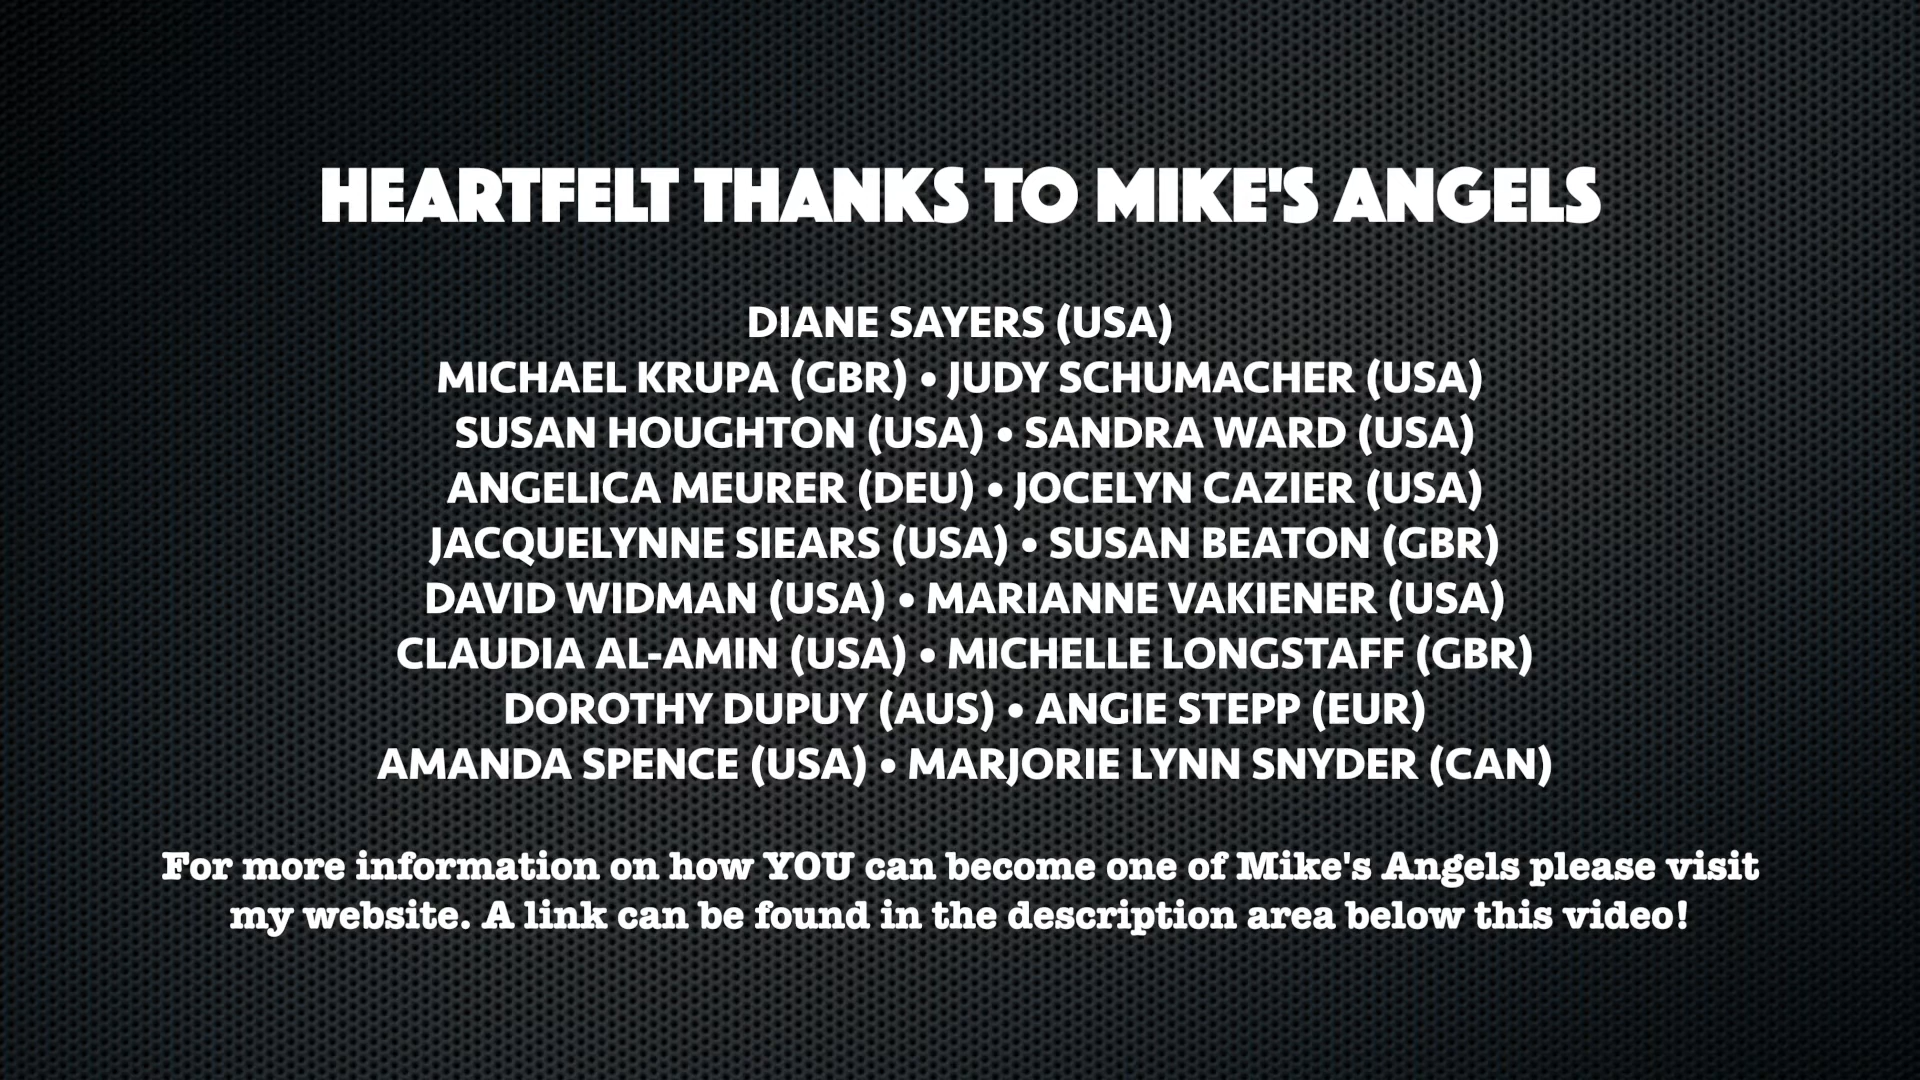 HEARTFELT THANKS TO MIKE'S ANGELS
DIANE SAYERS (USA)
MICHAEL KRUPA (GBR) • JUDY SCHUMACHER (USA)
SUSAN HOUGHTON (USA) • SANDRA WARD (USA)
ANGELICA MEURER (DEU) • JOCELYN CAZIER (USA)
JACQUELYNNE SIEARS (USA) • SUSAN BEATON (GBR)
DAVID WIDMAN (USA) • MARIANNE VAKIENER (USA)
CLAUDIA AL-AMIN (USA) • MICHELLE LONGSTAFF (GBR)
DOROTHY DUPUY (AUS) • ANGIE STEPP (EUR)
AMANDA SPENCE (USA) • MARJORIE LYNN SNYDER (CAN)
For more information on how YOU can become one of Mike's Angels please visit
my website. A link can be found in the description area below this video!